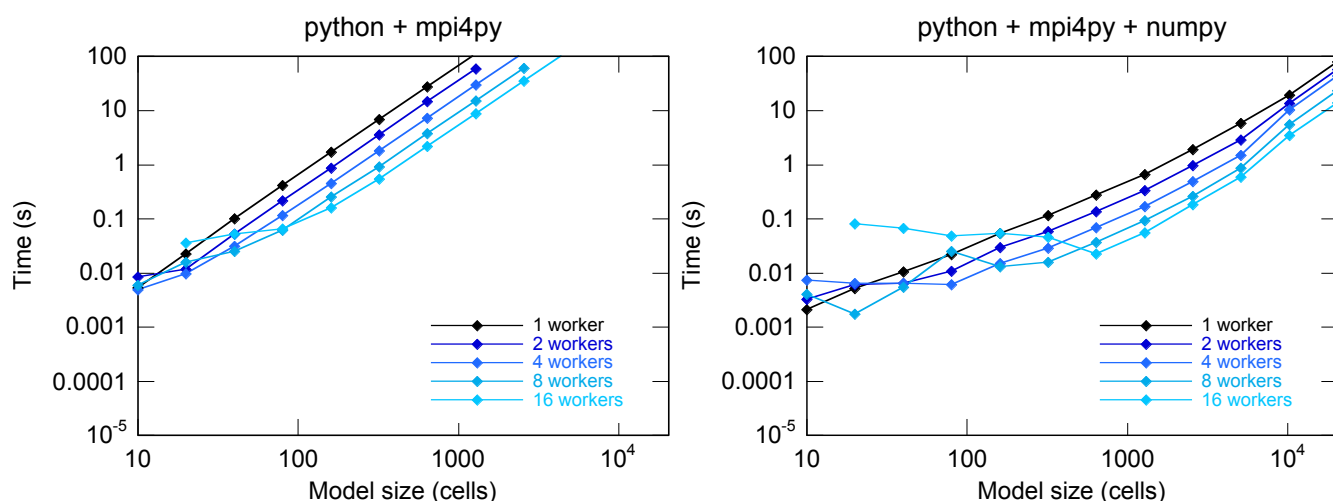 python + mpi4py
100
10
1
0.1
0.01
0.001
0.0001
10-5
Time (s)
1 worker
2 workers
4 workers
8 workers
16 workers
10 100 1000 104
Model size (cells)
python + mpi4py + numpy
100
10
1
0.1
0.01
0.001
0.0001
10-5
Time (s)
1 worker
2 workers
4 workers
8 workers
16 workers
10 100 1000 104
Model size (cells)